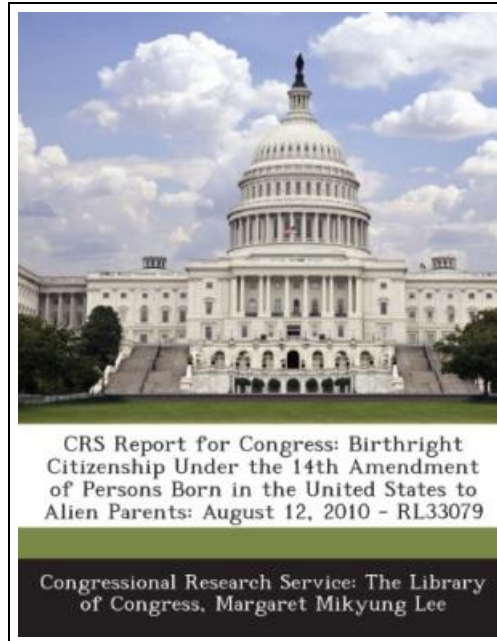 CRS Report for Congress: Birthright
Citizenship Under the 14th Amendment
of Persons Born in the United States to
Alien Parents: August 12, 2010 - RL33079
Congressional Research Service: The Library
of Congress, Margaret Mikyung Lee